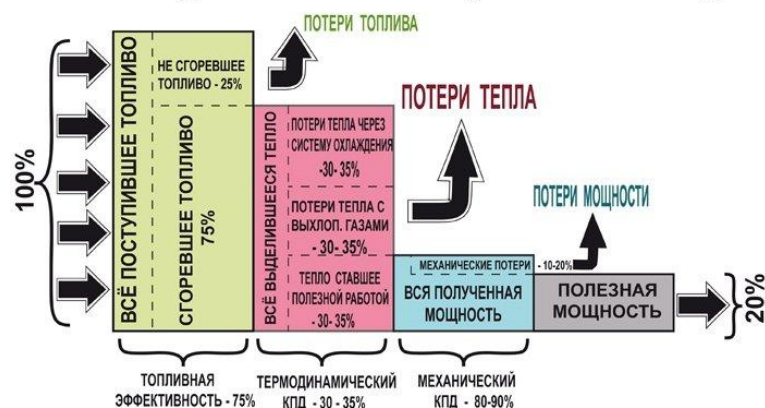 ПОТЕРИ ТОПЛИВА
100%
ВСЁ ПОСТУПИВШЕЕ ТОПЛИВО
НЕ СГОРЕВШЕЕ
ТОПЛИВО - 25%
СГОРЕВШЕЕ ТОПЛИВО
75%
ВСЁ ВЫДЕЛИВШЕЕСЯ ТЕПЛО
ПОТЕРИ ТЕПЛА ЧЕРЕЗ
СИСТЕМУ ОХЛАЖДЕНИЯ
-30- 35%
ПОТЕРИ ТЕПЛА С
ВЫХЛОП. ГАЗАМИ
- 30- 35%
ТЕПЛО СТАВШЕЕ
ПОЛЕЗНОЙ РАБОТОЙ
- 30- 35%
ПОТЕРИ ТЕПЛА
ПОТЕРИ МОЩНОСТИ
МЕХАНИЧЕСКИЕ ПОТЕРИ - 10-20%
ВСЯ ПОЛУЧЕННАЯ
МОЩНОСТЬ
ПОЛЕЗНАЯ
МОЩНОСТЬ
20%
ТОПЛИВНАЯ
ЭФФЕКТИВНОСТЬ - 75%
ТЕРМОДИНАМИЧЕСКИЙ
КПД - 30 - 35%
МЕХАНИЧЕСКИЙ
КПД - 80-90%